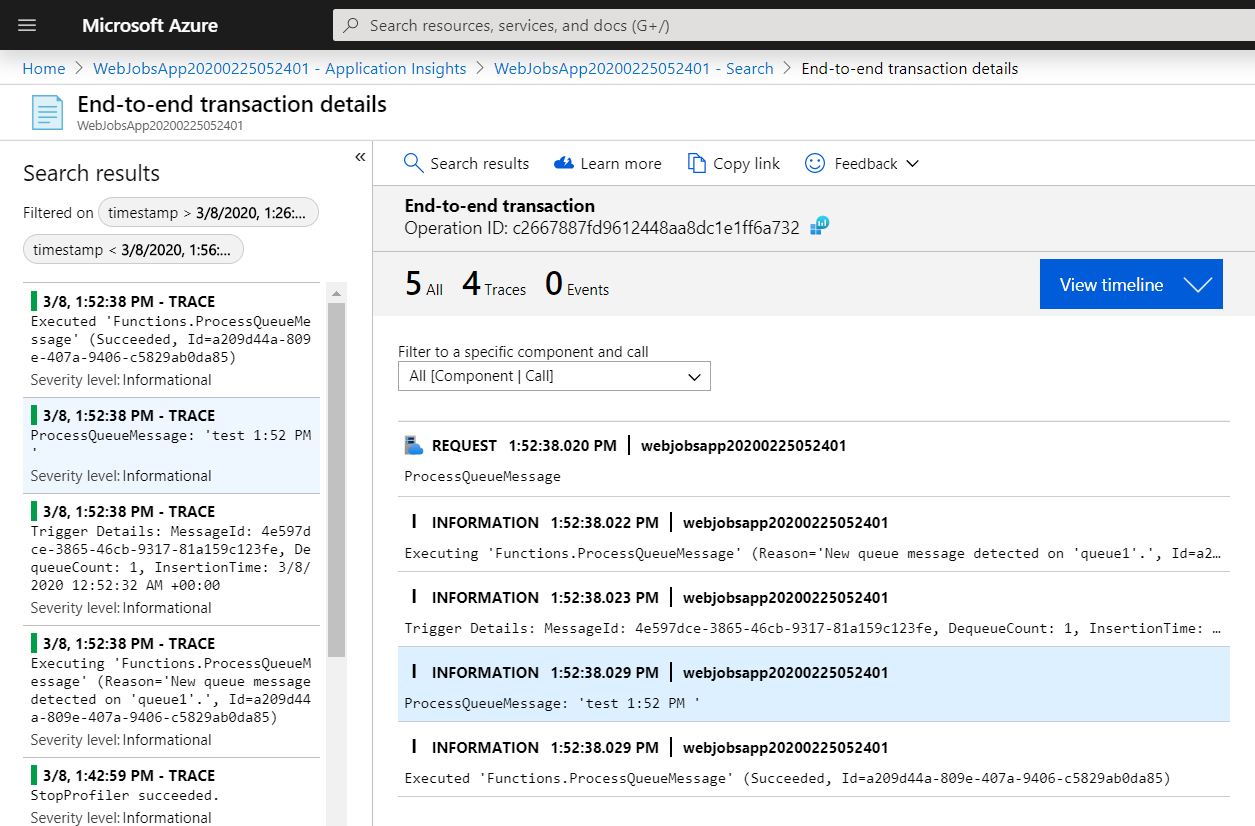 Microsoft Azure
Search resources, services, and docs (G+/)
Home > WebJobsApp20200225052401 - Application Insights > WebJobsApp20200225052401 - Search > End-to-end transaction details
End-to-end transaction details
WebJobsApp20200225052401
«
Search results
Filtered on timestamp > 3/8/2020, 1:26:...
timestamp < 3/8/2020, 1:56:...
3/8, 1:52:38 PM - TRACE
Executed 'Functions.ProcessQueueMe
ssage' (Succeeded, Id=a209d44a-809
e-407a-9406-c5829ab0da85)
Severity level: Informational
3/8, 1:52:38 PM - TRACE
ProcessQueueMessage: 'test 1:52 PM
'
Severity level: Informational
3/8, 1:52:38 PM - TRACE
Trigger Details: MessageId: 4e597d
ce-3865-46cb-9317-81a159c123fe, De
queueCount: 1, InsertionTime: 3/8/
2020 12:52:32 AM +00:00
Severity level: Informational
3/8, 1:52:38 PM - TRACE
Executing 'Functions.ProcessQueueM
essage' (Reason='New queue message
detected on 'queue1'.', Id=a209d44
a-809e-407a-9406-c5829ab0da85)
Severity level: Informational
3/8, 1:42:59 PM - TRACE
StopProfiler succeeded.
Severity level: Informational
Search results Learn more Copy link Feedback
End-to-end transaction
Operation ID: c2667887fd9612448aa8dc1e1ff6a732
5 All 4 Traces 0 Events
View timeline
Filter to a specific component and call
All [Component | Call]
REQUEST 1:52:38.020 PM | webjobsapp20200225052401
ProcessQueueMessage
I INFORMATION 1:52:38.022 PM | webjobsapp20200225052401
Executing 'Functions.ProcessQueueMessage' (Reason='New queue message detected on 'queue1'.', Id=a2...
I INFORMATION 1:52:38.023 PM | webjobsapp20200225052401
Trigger Details: MessageId: 4e597dce-3865-46cb-9317-81a159c123fe, DequeueCount: 1, InsertionTime: ...
I INFORMATION 1:52:38.029 PM | webjobsapp20200225052401
ProcessQueueMessage: 'test 1:52 PM '
I INFORMATION 1:52:38.029 PM | webjobsapp20200225052401
Executed 'Functions.ProcessQueueMessage' (Succeeded, Id=a209d44a-809e-407a-9406-c5829ab0da85)